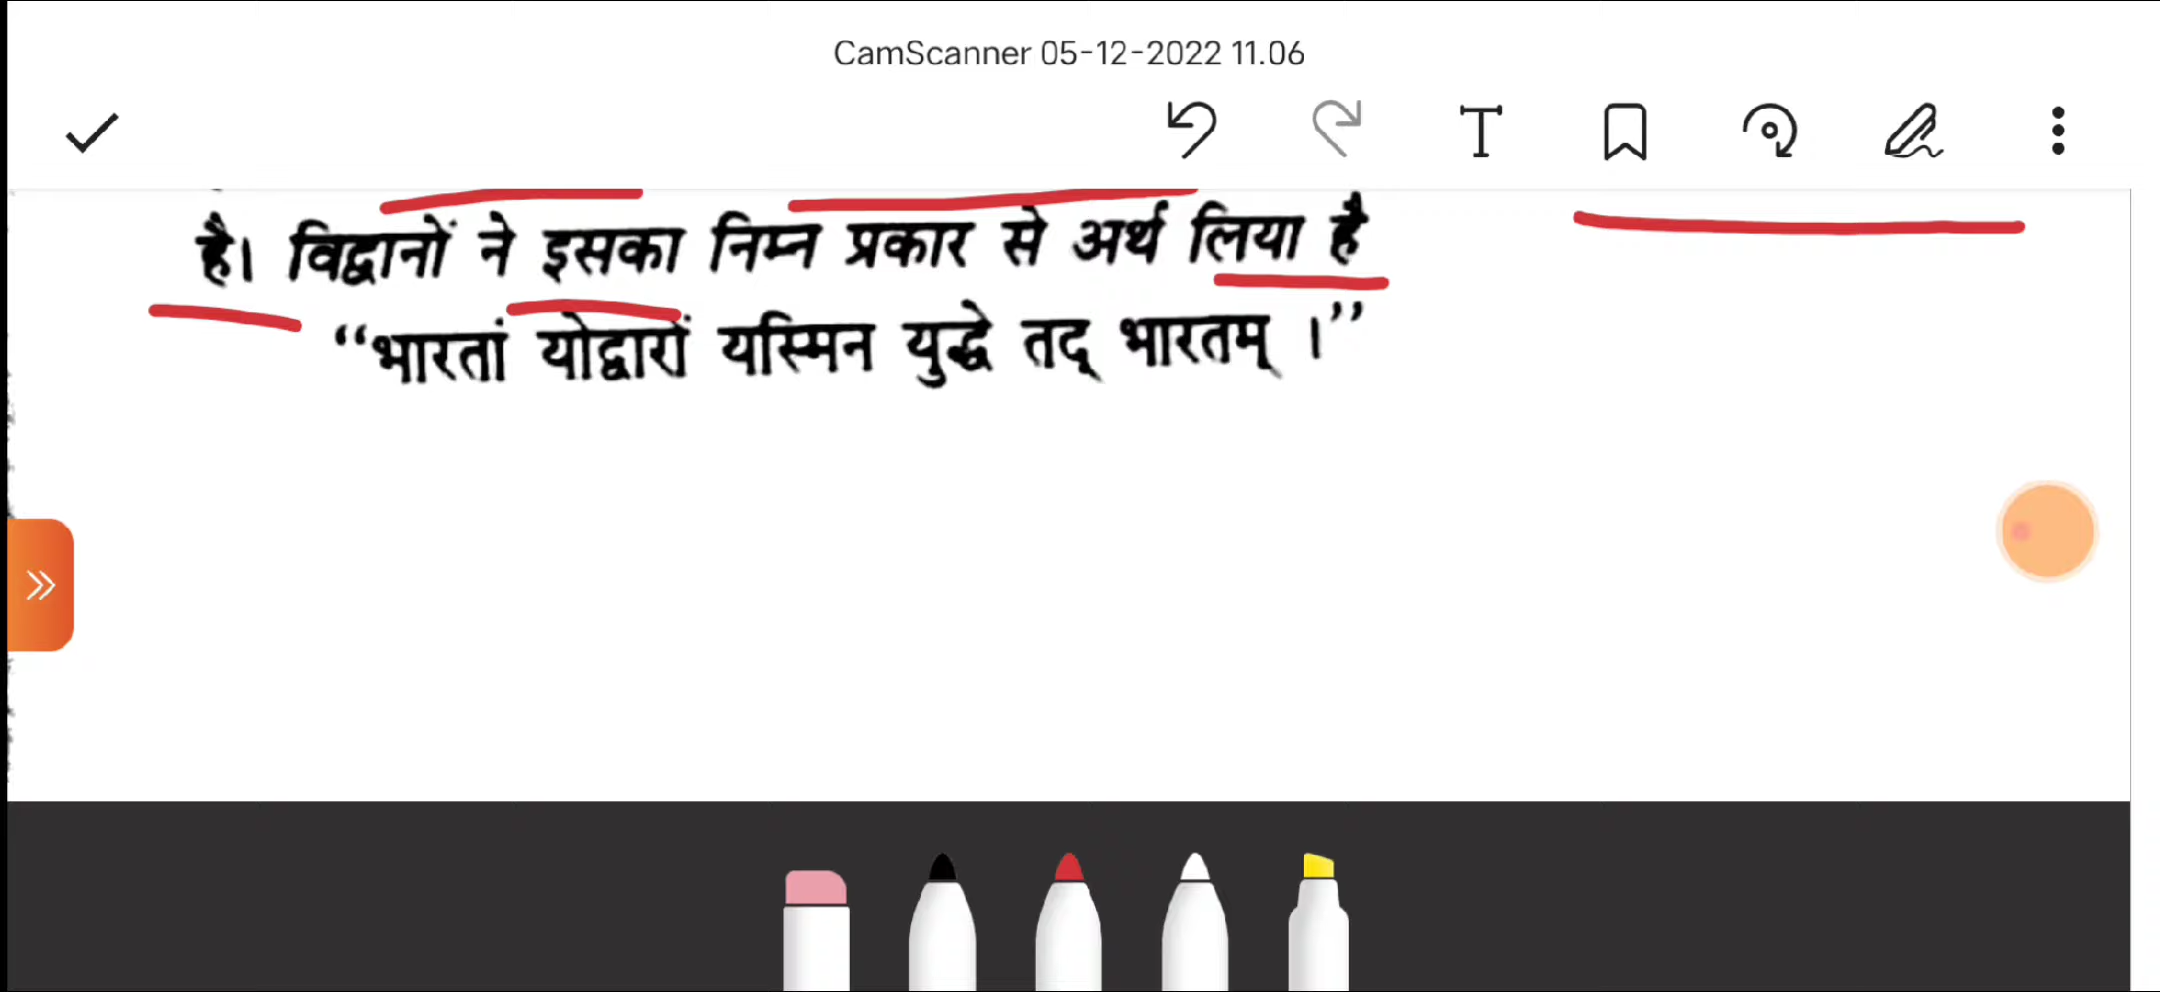 CamScanner 05-12-2022 11.06
T
है। विद्वानों ने इसका निम्न प्रकार से अर्थ लिया है
“भारतां योद्वारों यस्मिन युद्धे तद् भारतम् ।”